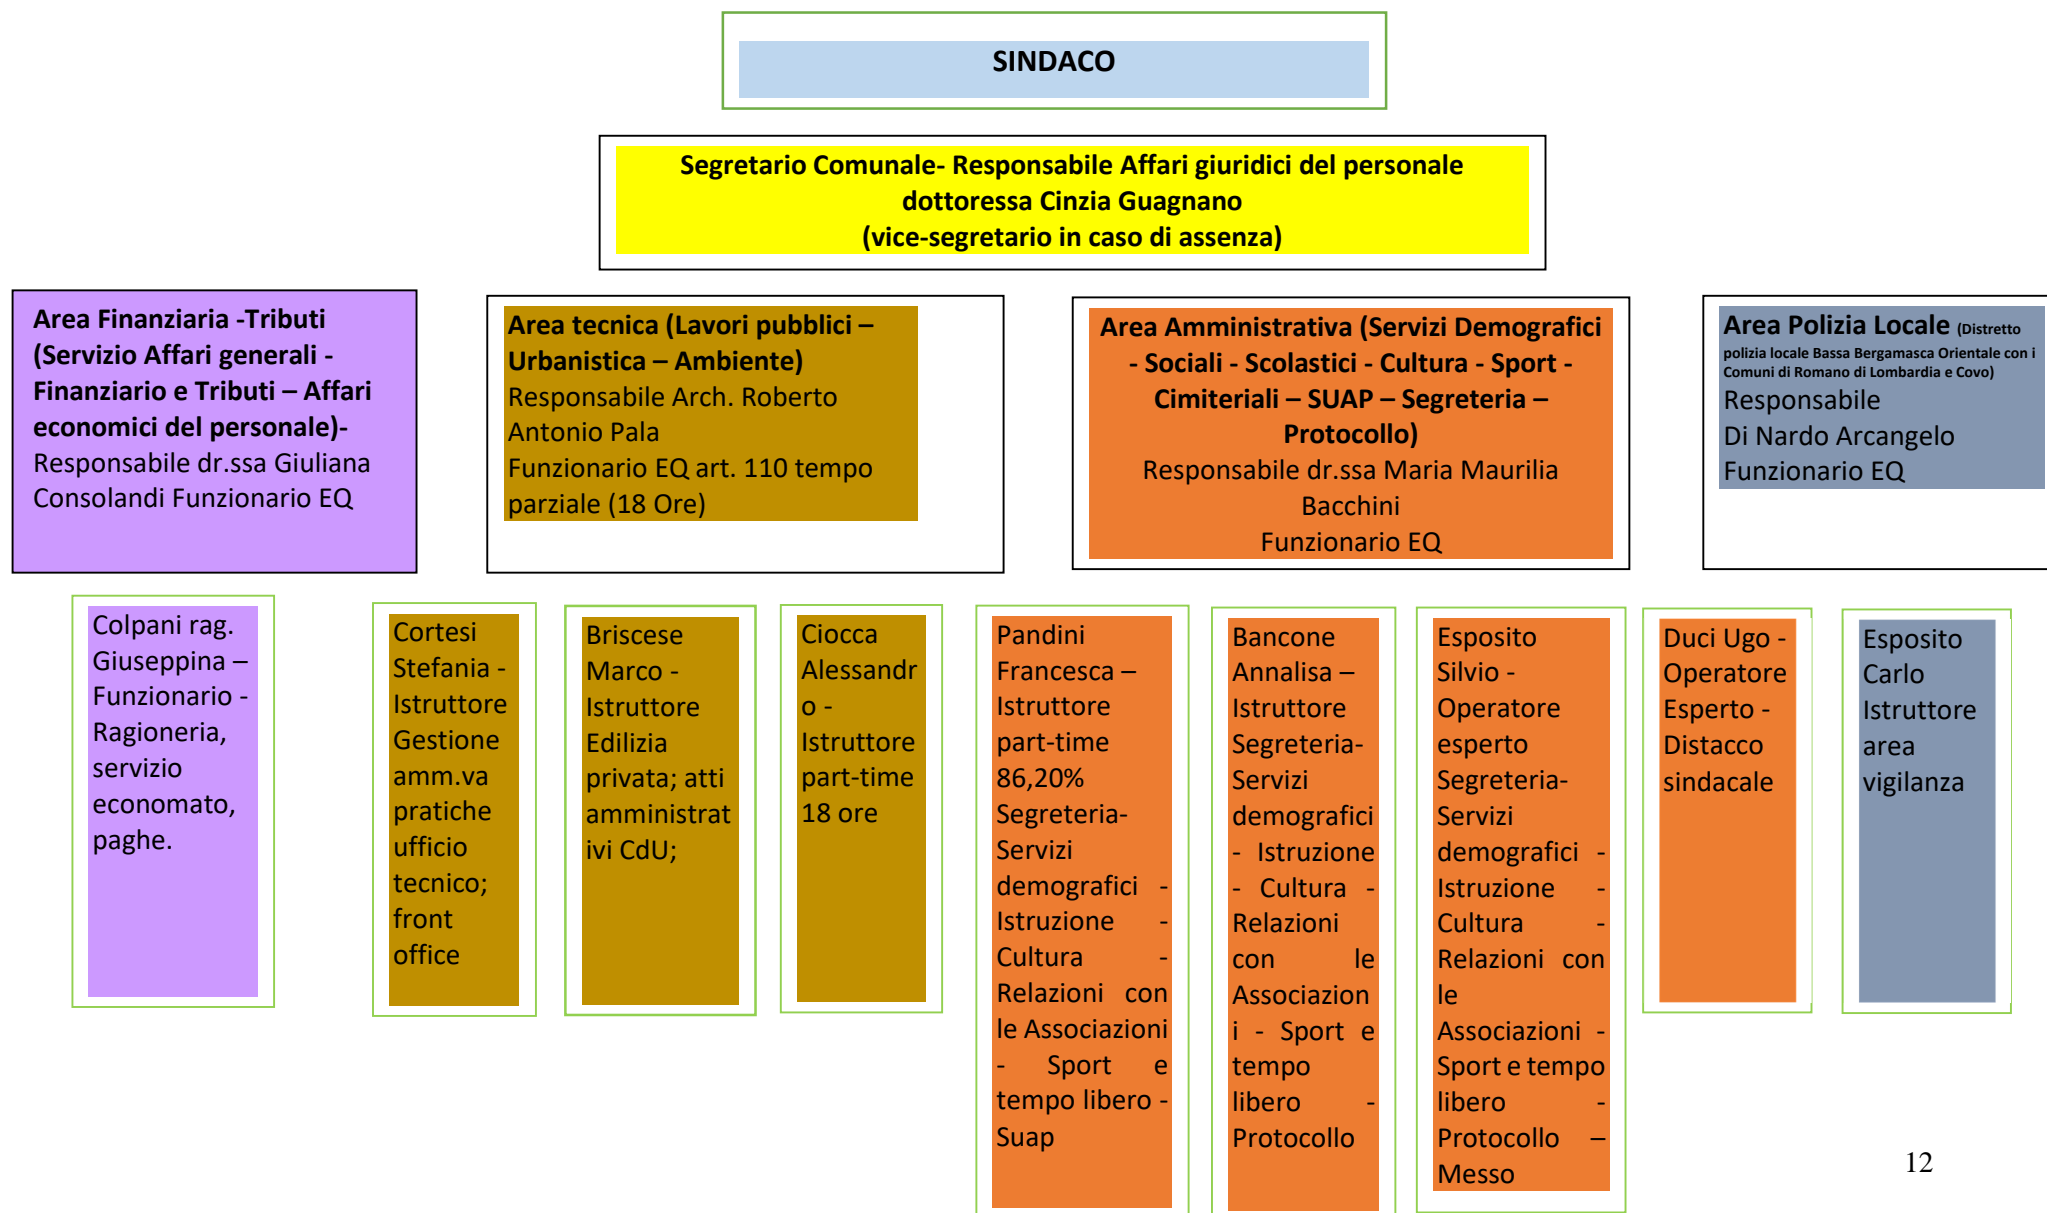 SINDACO
Segretario Comunale- Responsabile Affari giuridici del personale
dottoressa Cinzia Guagnano
(vice-segretario in caso di assenza)
Area Finanziaria -Tributi
(Servizio Affari generali -
Finanziario e Tributi – Affari
economici del personale)-
Responsabile dr.ssa Giuliana
Consolandi Funzionario EQ
Area tecnica (Lavori pubblici –
Urbanistica – Ambiente)
Responsabile Arch. Roberto
Antonio Pala
Funzionario EQ art. 110 tempo
parziale (18 Ore)
Area Amministrativa (Servizi Demografici
- Sociali - Scolastici - Cultura - Sport -
Cimiteriali – SUAP – Segreteria –
Protocollo)
Responsabile dr.ssa Maria Maurilia
Bacchini
Funzionario EQ
Area Polizia Locale (Distretto
polizia locale Bassa Bergamasca Orientale con i
Comuni di Romano di Lombardia e Covo)
Responsabile
Di Nardo Arcangelo
Funzionario EQ
Colpani rag.
Giuseppina –
Funzionario -
Ragioneria,
servizio
economato,
paghe.
Cortesi
Stefania -
Istruttore
Gestione
amm.va
pratiche
ufficio
tecnico;
front
office
Briscese
Marco -
Istruttore
Edilizia
privata; atti
amministrat
ivi CdU;
Ciocca
Alessandr
o -
Istruttore
part-time
18 ore
Pandini
Francesca –
Istruttore
part-time
86,20%
Segreteria-
Servizi
demografici -
Istruzione -
Cultura -
Relazioni con
le Associazioni
- Sport e
tempo libero -
Suap
Bancone
Annalisa –
Istruttore
Segreteria-
Servizi
demografici
- Istruzione
- Cultura -
Relazioni
con le
Associazion
i - Sport e
tempo
libero -
Protocollo
Esposito
Silvio -
Operatore
esperto
Segreteria-
Servizi
demografici -
Istruzione -
Cultura -
Relazioni con
le
Associazioni -
Sport e tempo
libero -
Protocollo –
Messo
Duci Ugo -
Operatore
Esperto -
Distacco
sindacale
Esposito
Carlo
Istruttore
area
vigilanza
12